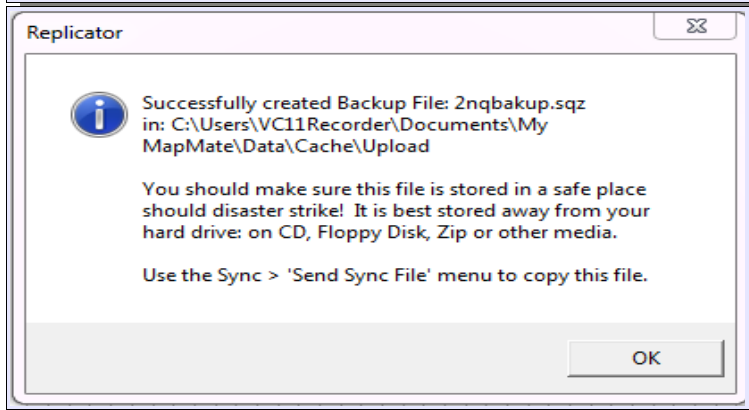 Replicator
Successfully created Backup File: 2nqbakup.sqz
in: C:\Users\VC11Recorder\Documents\My
MapMate\Data\Cache\Upload
You should make sure this file is stored in a safe place
should disaster strike!  It is best stored away from your
hard drive: on CD, Floppy Disk, Zip or other media.
Use the Sync > 'Send Sync File' menu to copy this file.
OK